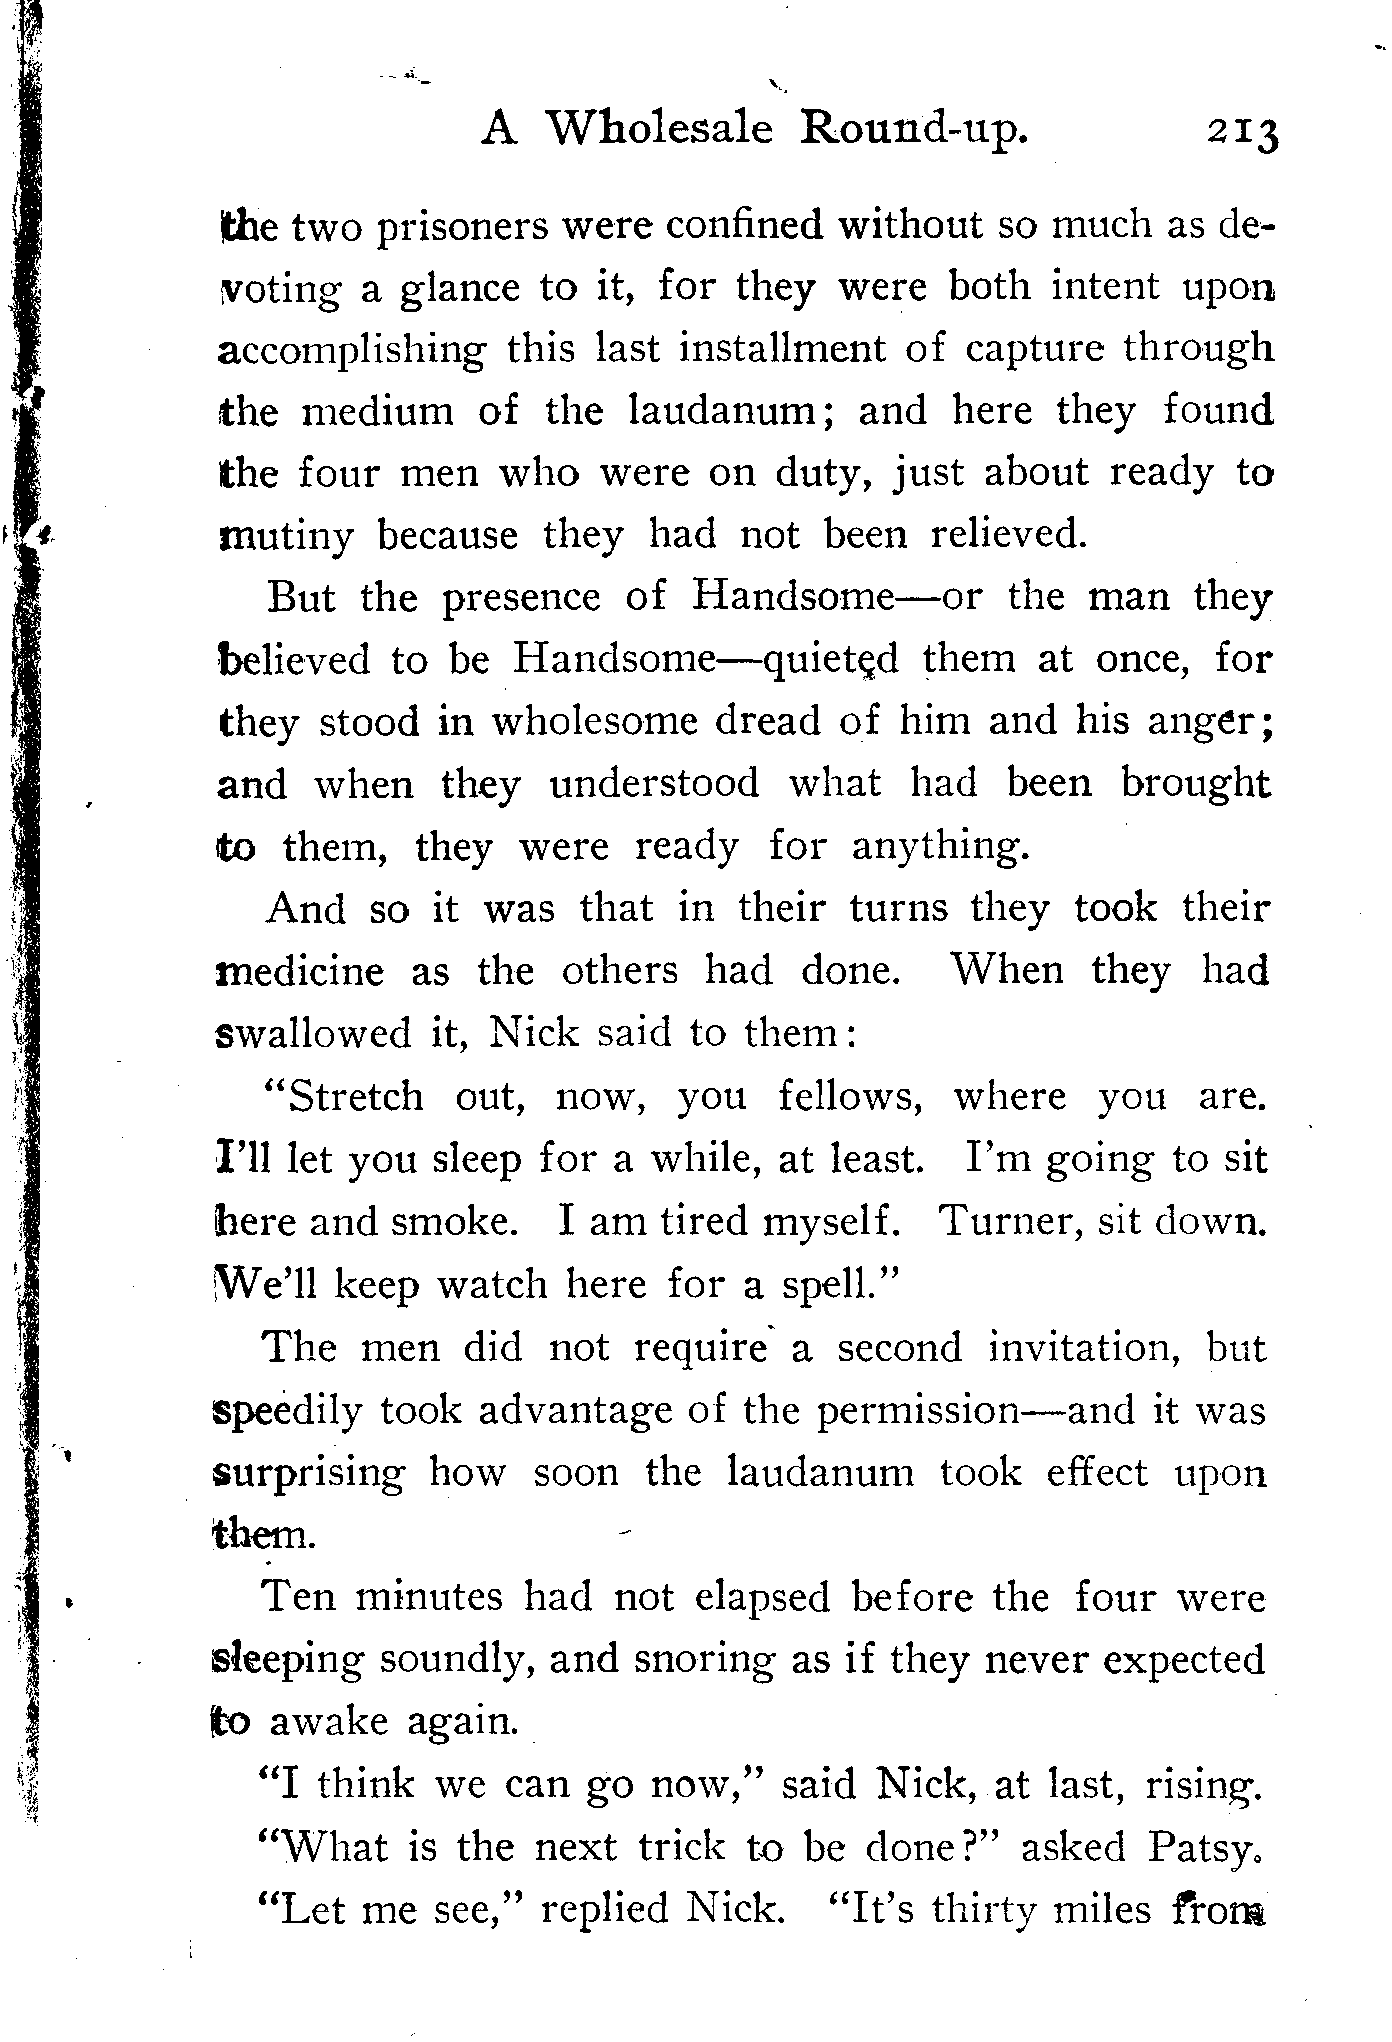 A Wholesale Round-up. 213
the two prisoners were confined without so much as de-
voting a glance to it, for they were both intent upon
accomplishing this last installment of capture through
the medium of the laudanum; and here they found
the four men who were on duty, just about ready to
mutiny because they had not been relieved.
But the presence of Handsome—or the man they
believed to be Handsome—quieted them at once, for
they stood in wholesome dread of him and his anger;
and when they understood what had been brought
to them, they were ready for anything.
And so it was that in their turns they took their
medicine as the others had done. When they had
swallowed it, Nick said to them:
“Stretch out, now, you fellows, where you are.
I’ll let you sleep for a while, at least. I’m going to sit
here and smoke. I am tired myself. Turner, sit down.
We’ll keep watch here for a spell.”
The men did not require a second invitation, but
speedily took advantage of the permission—and it was
surprising how soon the laudanum took effect upon
them.
Ten minutes had not elapsed before the four were
sleeping soundly, and snoring as if they never expected
to awake again.
“I think we can go now,” said Nick, at last, rising.
“What is the next trick to be done?” asked Patsy.
“Let me see,” replied Nick. “It’s thirty miles from